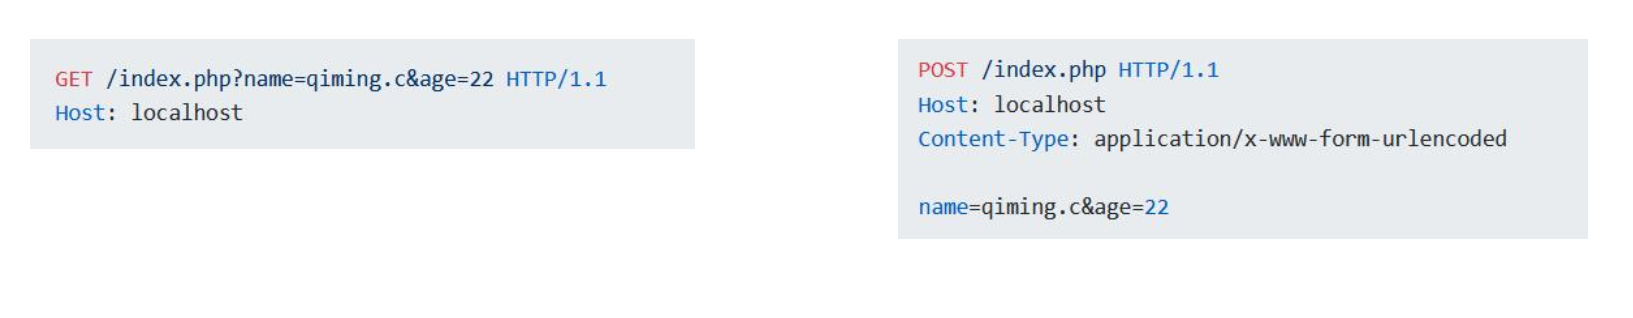 GET /index.php?name=qiming.c&age=22 HTTP/1.1
Host: localhost
POST /index.php HTTP/1.1
Host: localhost
Content-Type: application/x-www-form-urlencoded
name=qiming.c&age=22